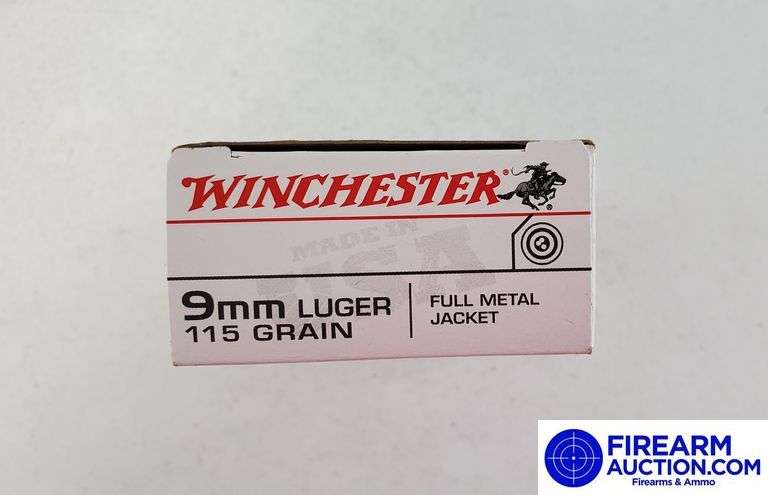 WINCHESTER®
®
MADE IN
USA
9mm LUGER
115 GRAIN
FULL METAL
JACKET
FIREARM
AUCTION.COM
Firearms & Ammo